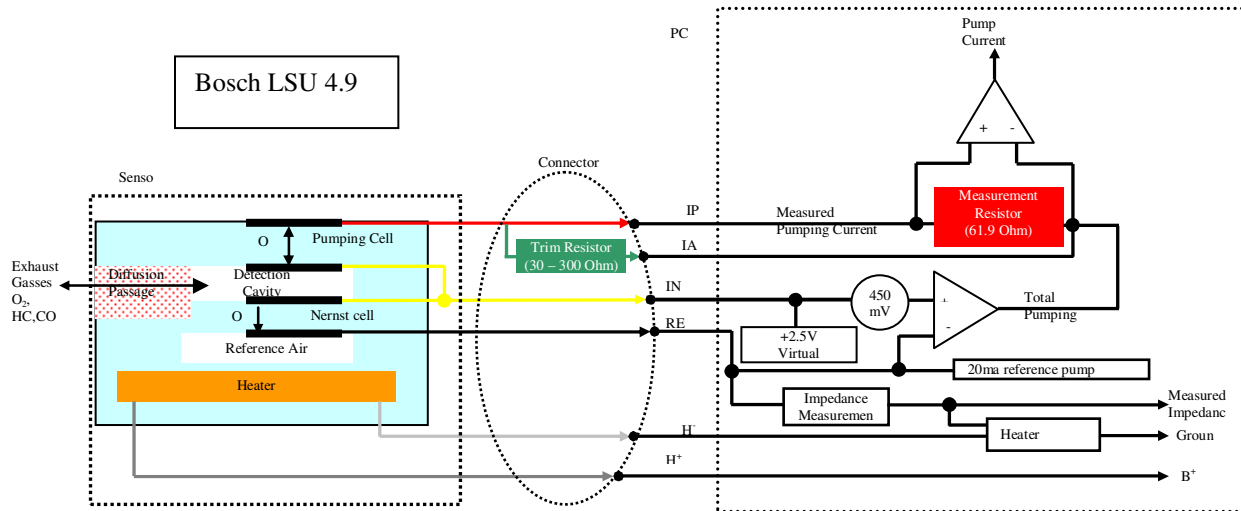 Bosch LSU 4.9
Senso
Connector
PC
Pump
Current
+ -
Exhaust
Gasses
O₂,
HC,CO
Diffusion
Passage
O
Pumping Cell
Detection
Cavity
O
Nernst cell
Reference Air
Heater
Trim Resistor
(30 – 300 Ohm)
IP
IA
IN
RE
H⁻
H⁺
Measured
Pumping Current
Measurement
Resistor
(61.9 Ohm)
450
mV
+
-
Total
Pumping
+2.5V
Virtual
20ma reference pump
Impedance
Measuremen
Measured
Impedanc
Heater
Groun
B⁺